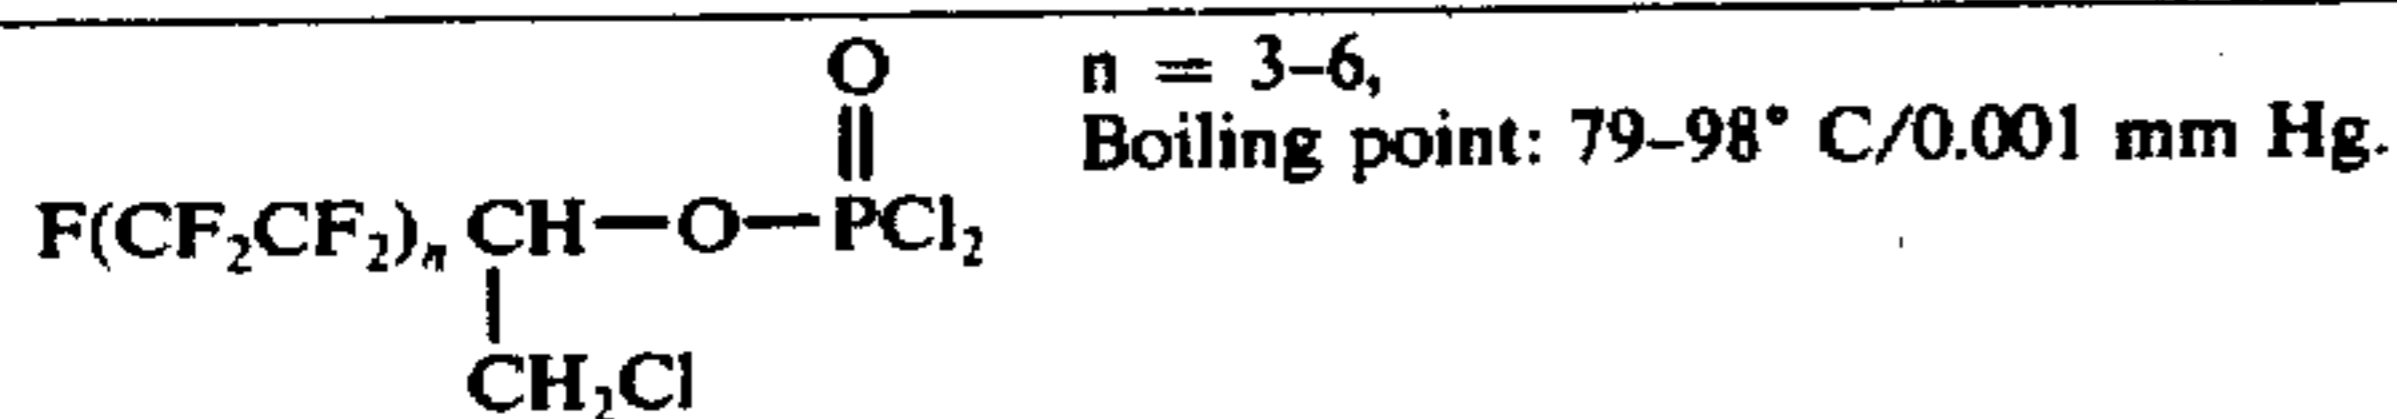 O
n = 3–6,
Boiling point: 79–98° C/0.001 mm Hg.
F(CF₂CF₂)ₙ CH—O—PCl₂
CH₂Cl